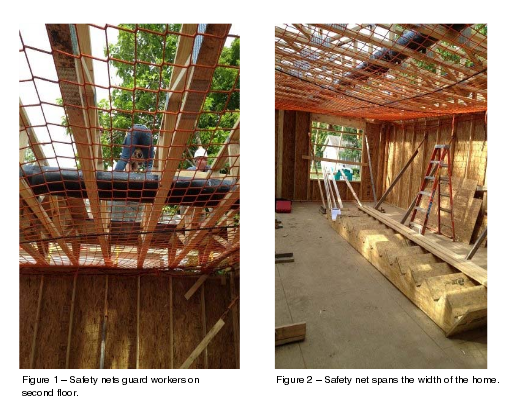 Figure 1 – Safety nets guard workers on
second floor.
Figure 2 – Safety net spans the width of the home.